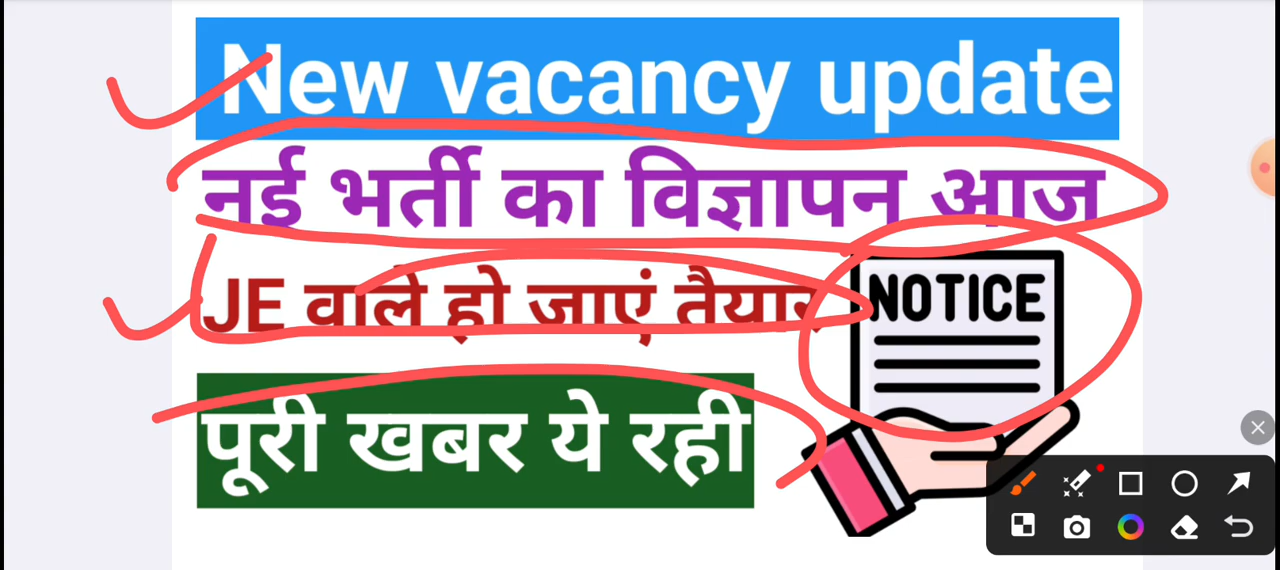 New vacancy update
नई भर्ती का विज्ञापन आज
JE वाले हो जाएं तैयार
NOTICE
पूरी खबर ये रही